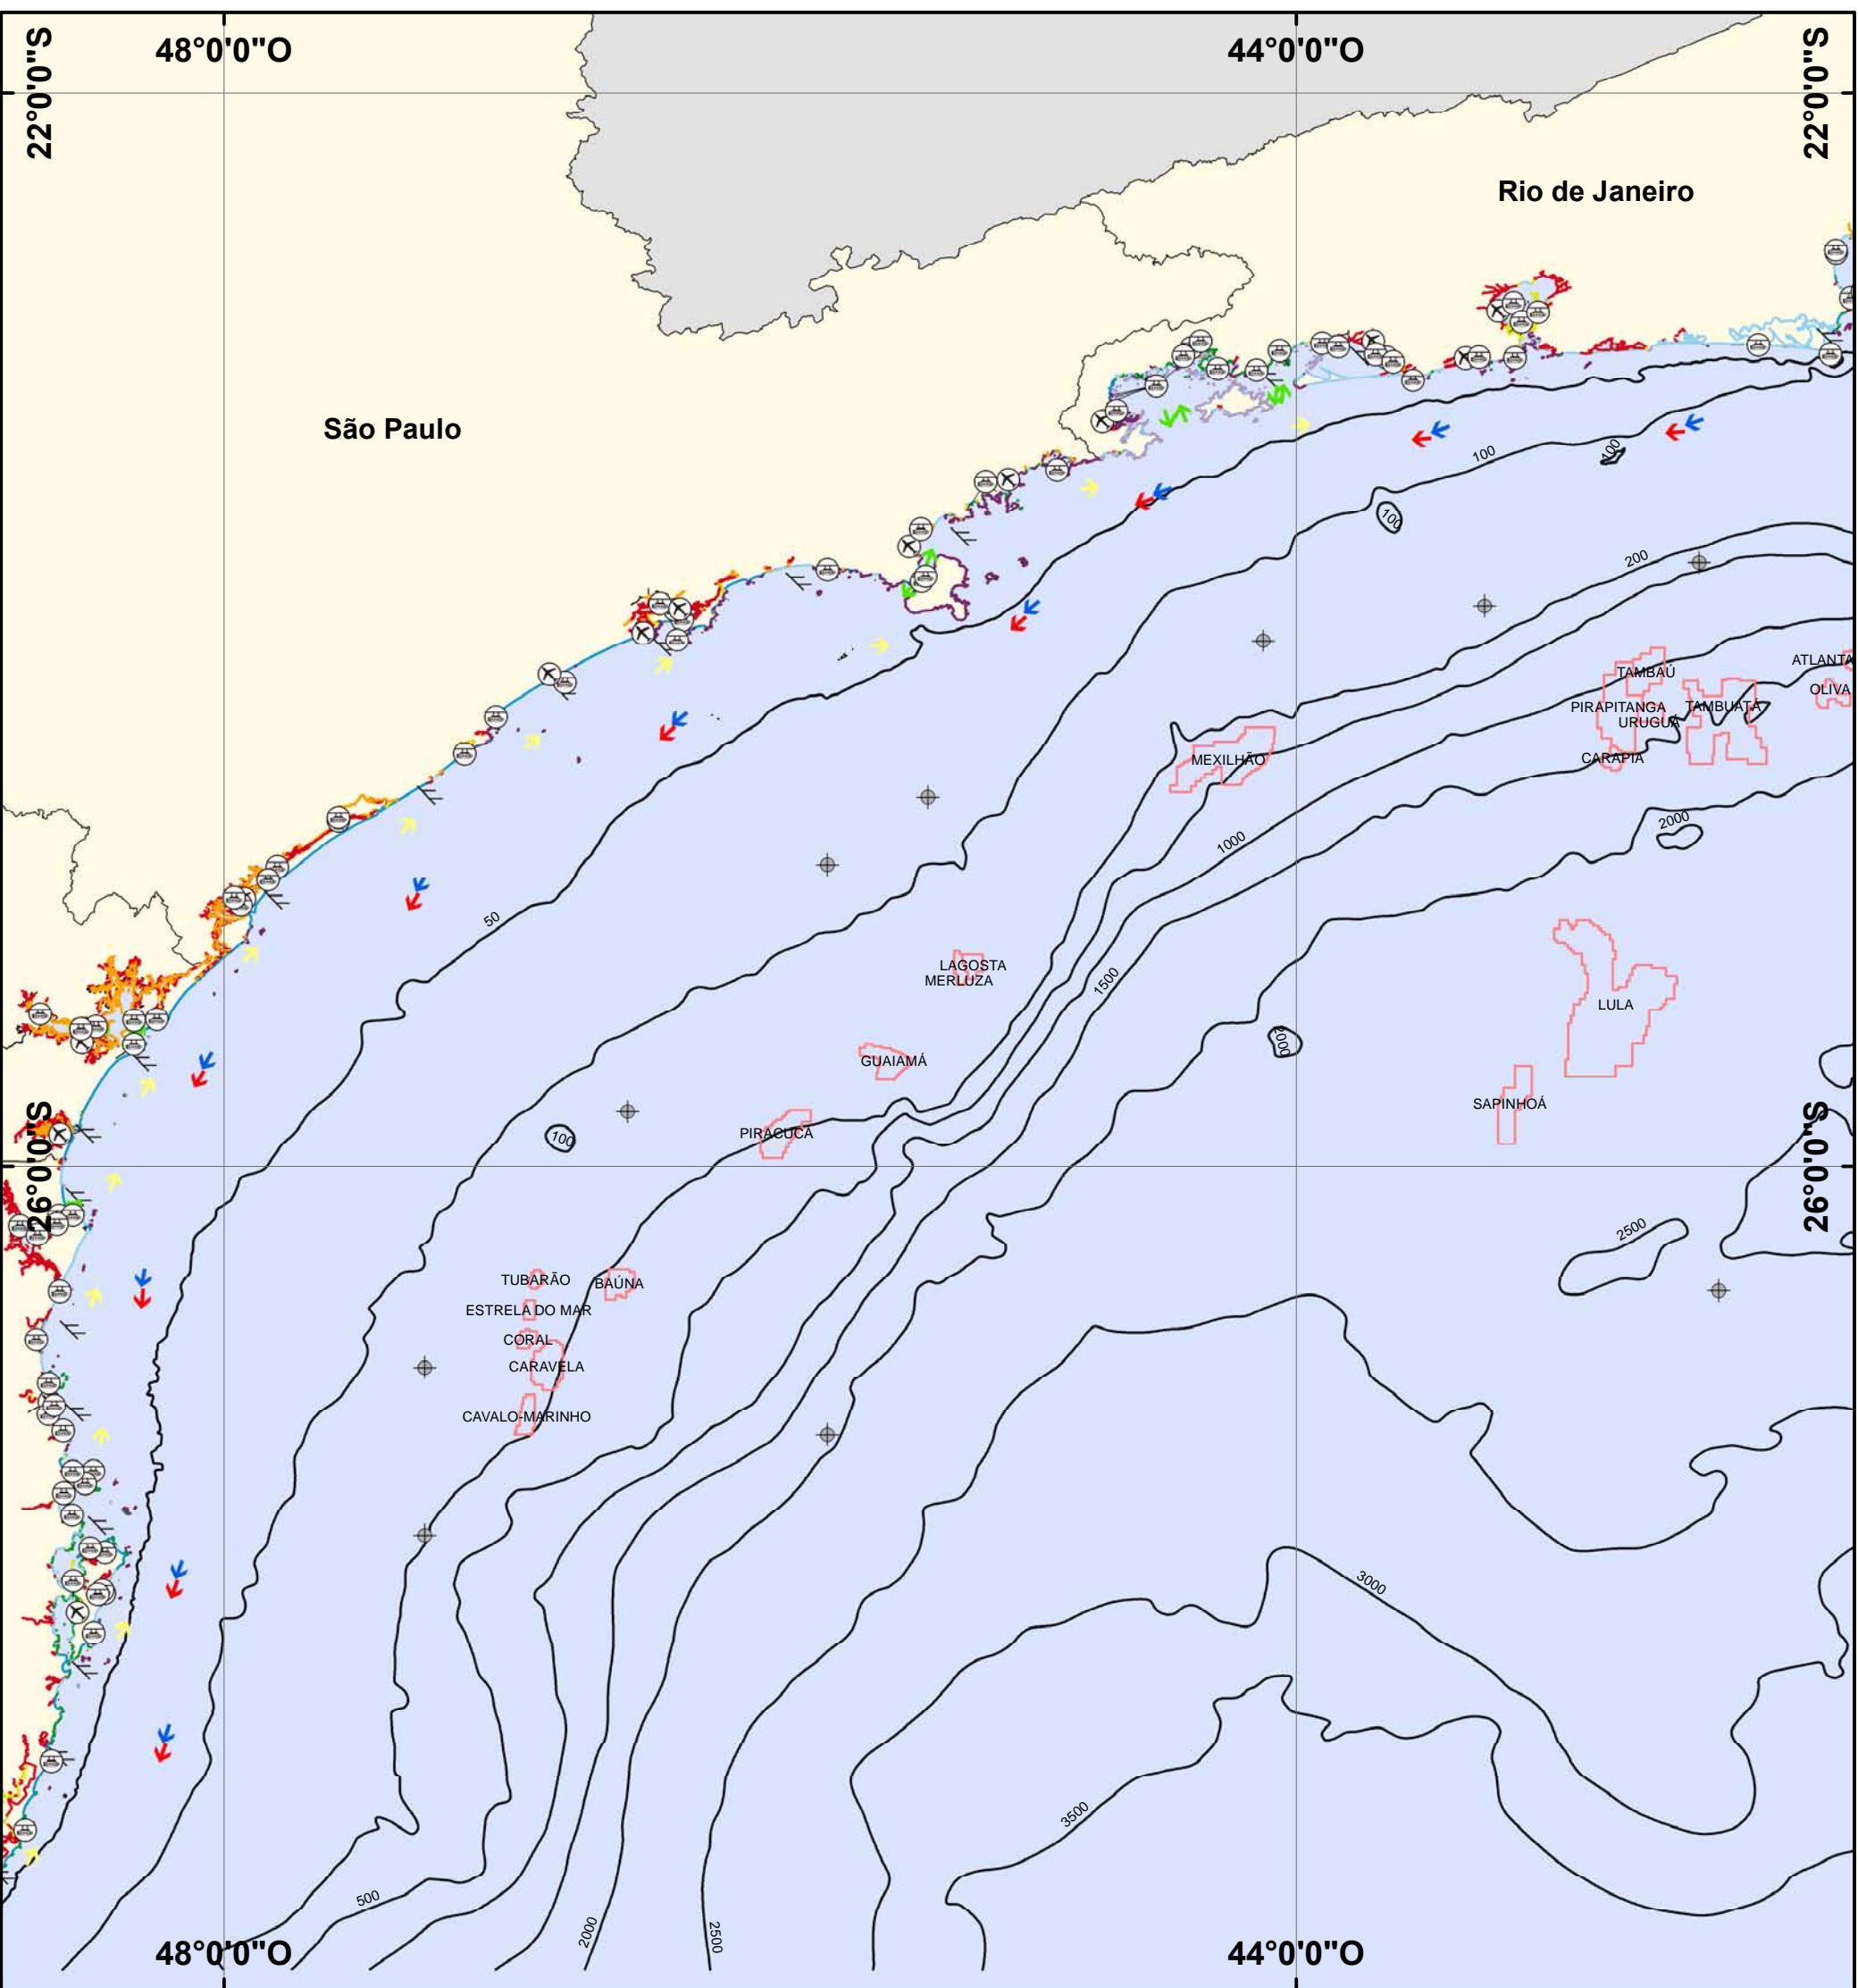 48°0'0"O
44°0'0"O
22°0'0"S
22°0'0"S
Rio de Janeiro
São Paulo
100
100
100
200
TAMBAÚ
ATLANTA
OLIVA
PIRAPITANGA
TAMBUATÁ
URUGUÁ
MEXILHÃO
CARAPIA
2000
1000
50
LAGOSTA
MERLUZA
1500
LULA
2000
GUAIAMÁ
SAPINHOÁ
100
PIRACUCÁ
26°0'0"S
26°0'0"S
2500
TUBARÃO
BAÚNA
ESTRELA DO MAR
CORAL
CARAVELA
CAVALO-MARINHO
3000
3500
500
2000
2500
48°0'0"O
44°0'0"O